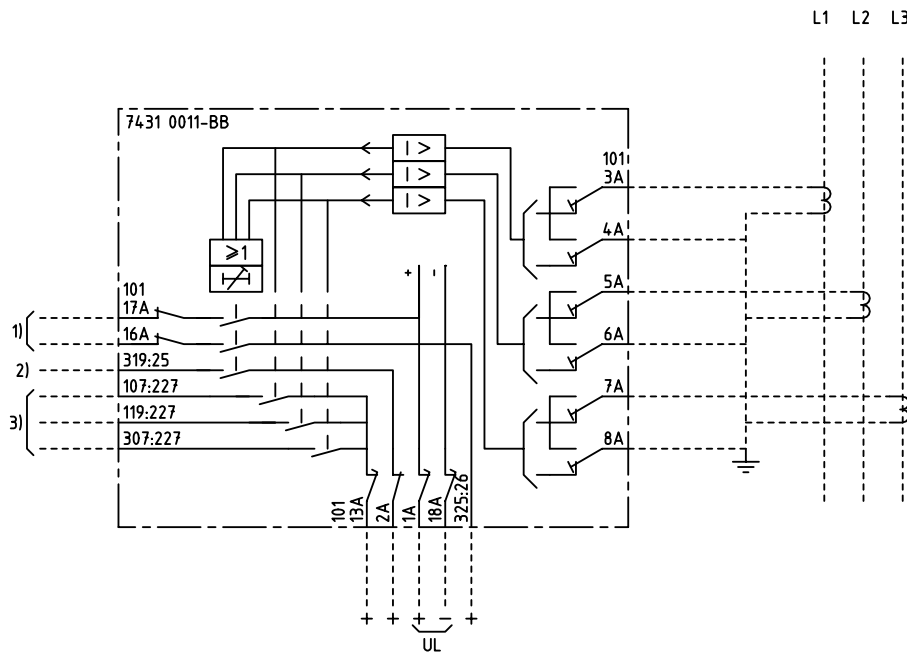 L1 L2 L3
7431 0011-BB
I >
I >
I >
101
3A
4A
5A
6A
7A
8A
≥1
+ -
101
17A
16A
319:25
107:227
119:227
307:227
1)
2)
3)
101
13A
2A
1A
18A
325:26
+ + + - +
UL